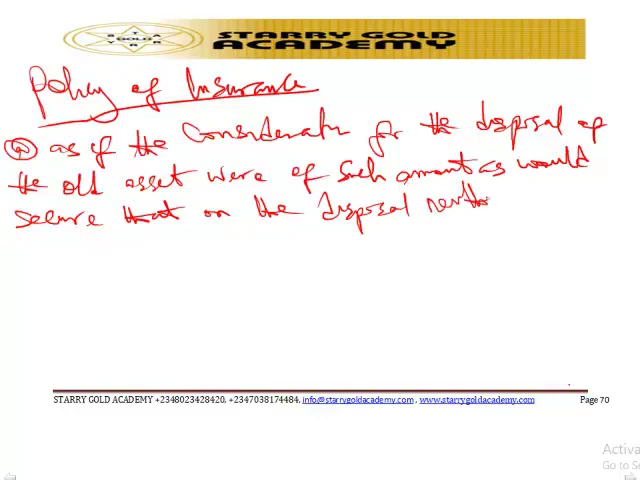 STARRY GOLD
ACADEMY
Policy of Insurance
(a) as if the Consideratn for the disposal of
the old asset were of such amount as would
secure that on the disposal neith
STARRY GOLD ACADEMY +2348023428420, +2347038174484, info@starrygoldacademy.com , www.starrygoldacademy.com Page 70
Activa
Go to Se